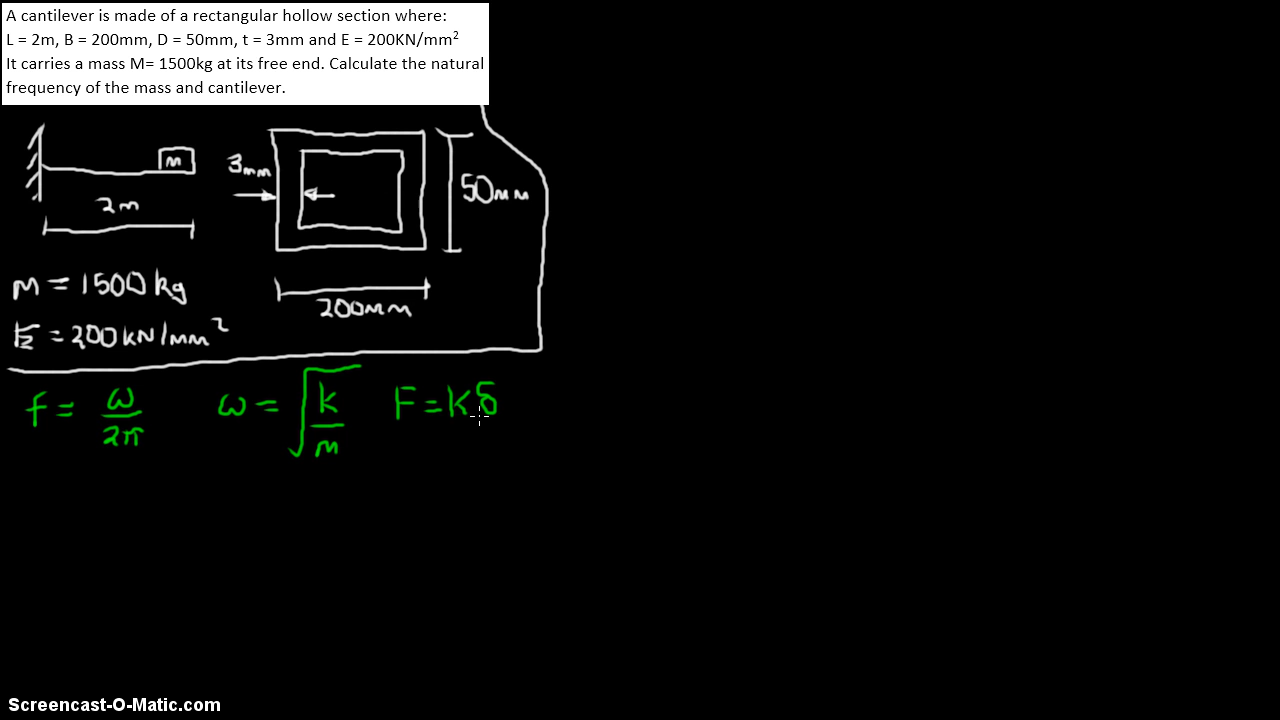 A cantilever is made of a rectangular hollow section where:
L = 2m, B = 200mm, D = 50mm, t = 3mm and E = 200KN/mm²
It carries a mass M= 1500kg at its free end. Calculate the natural
frequency of the mass and cantilever.
M
2m
3mm
50mm
200mm
M = 1500 kg
E = 200 KN/mm²
f = ω/2π
ω = √k/m
F = Kδ
Screencast-O-Matic.com